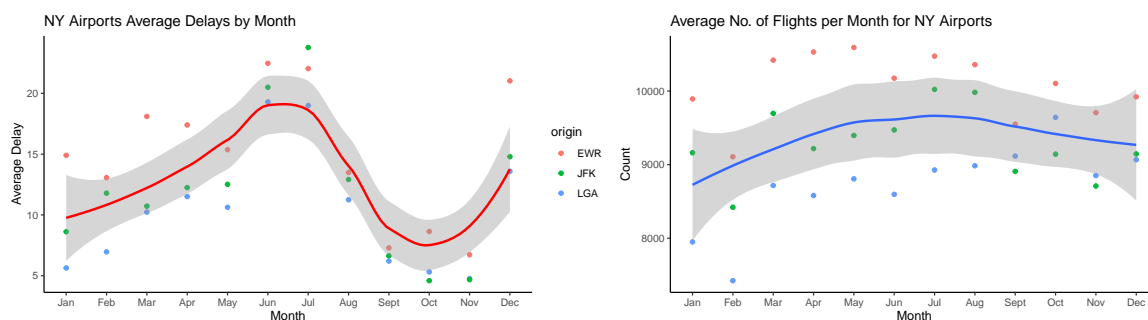 NY Airports Average Delays by Month
Average Delay
20
15
10
5
Jan Feb Mar Apr May Jun Jul Aug Sept Oct Nov Dec
Month
origin
EWR
JFK
LGA
Average No. of Flights per Month for NY Airports
Count
10000
9000
8000
Jan Feb Mar Apr May Jun Jul Aug Sept Oct Nov Dec
Month